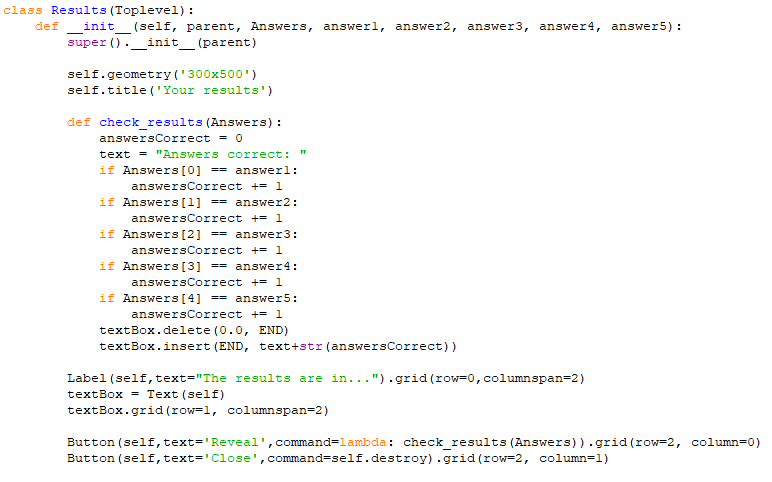 class Results(Toplevel):
    def __init__(self, parent, Answers, answer1, answer2, answer3, answer4, answer5):
        super().__init__(parent)

        self.geometry('300x500')
        self.title('Your results')

        def check_results(Answers):
            answersCorrect = 0
            text = "Answers correct: "
            if Answers[0] == answer1:
                answersCorrect += 1
            if Answers[1] == answer2:
                answersCorrect += 1
            if Answers[2] == answer3:
                answersCorrect += 1
            if Answers[3] == answer4:
                answersCorrect += 1
            if Answers[4] == answer5:
                answersCorrect += 1
            textBox.delete(0.0, END)
            textBox.insert(END, text+str(answersCorrect))

        Label(self,text="The results are in...").grid(row=0,columnspan=2)
        textBox = Text(self)
        textBox.grid(row=1, columnspan=2)

        Button(self,text='Reveal',command=lambda: check_results(Answers)).grid(row=2, column=0)
        Button(self,text='Close',command=self.destroy).grid(row=2, column=1)